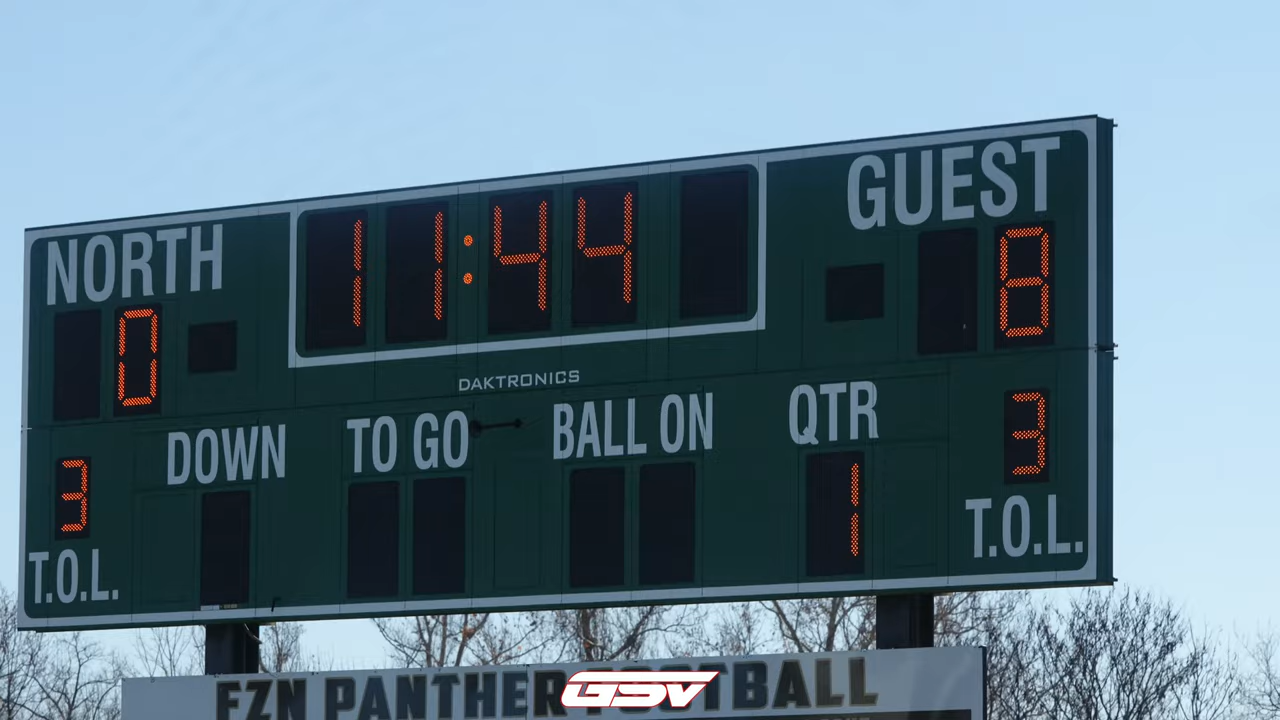 NORTH
11:44
GUEST
0
8
DAKTRONICS
DOWN
TO GO
BALL ON
QTR
3
1
3
T.O.L.
T.O.L.
FZN PANTHER FOOTBALL
GSV